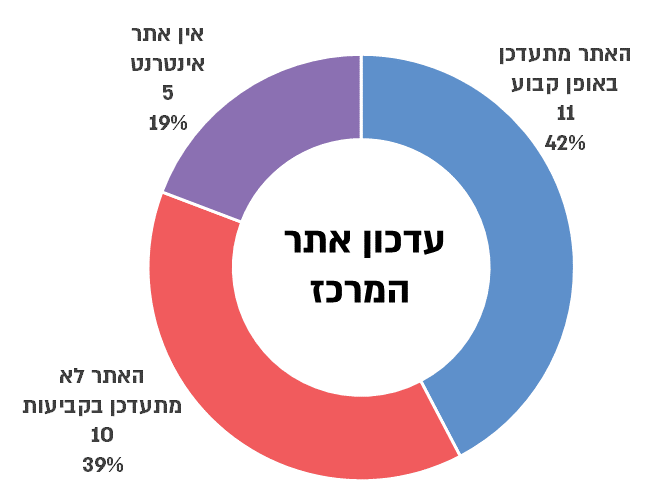 עדכון אתר
המרכז
האתר מתעדכן
באופן קבוע
11
42%
האתר לא
מתעדכן בקביעות
10
39%
אין אתר
אינטרנט
5
19%